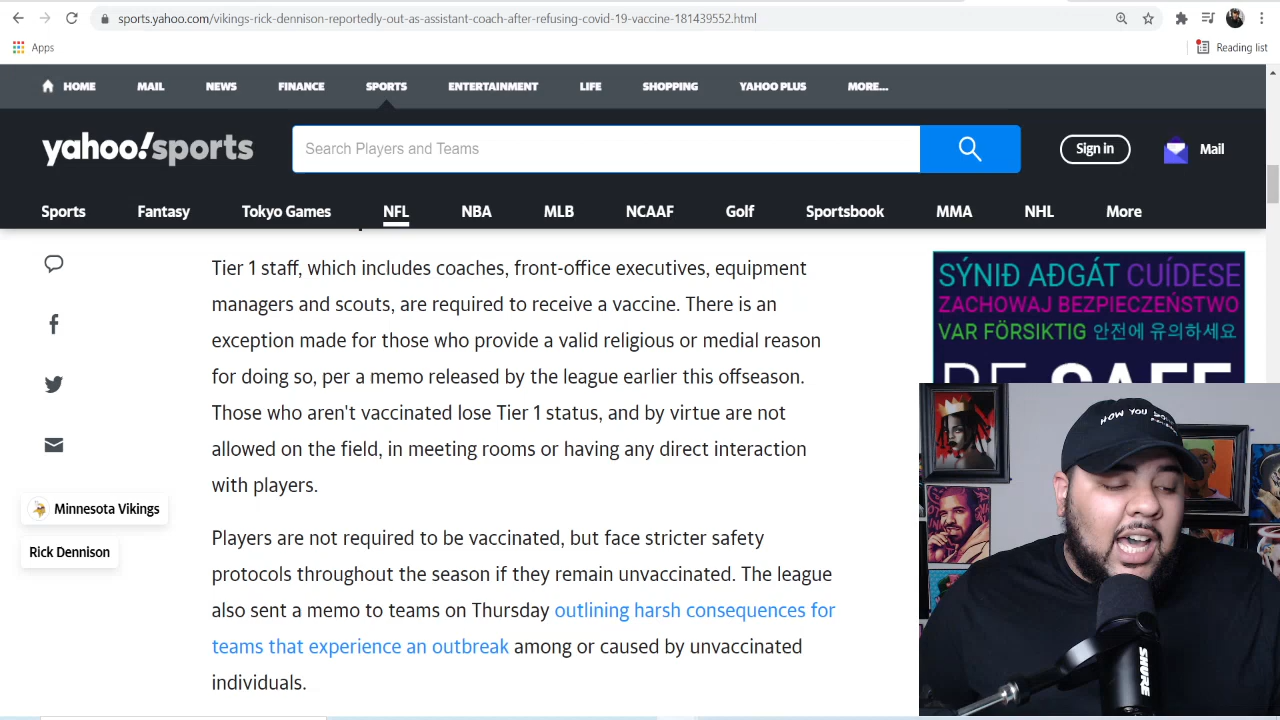 sports.yahoo.com/vikings-rick-dennison-reportedly-out-as-assistant-coach-after-refusing-covid-19-vaccine-181439552.html
Apps
Reading list
HOME MAIL NEWS FINANCE SPORTS ENTERTAINMENT LIFE SHOPPING YAHOO PLUS MORE...
yahoo!sports
Search Players and Teams
Sign in
Mail
Sports Fantasy Tokyo Games NFL NBA MLB NCAAF Golf Sportsbook MMA NHL More
Tier 1 staff, which includes coaches, front-office executives, equipment
managers and scouts, are required to receive a vaccine. There is an
exception made for those who provide a valid religious or medial reason
for doing so, per a memo released by the league earlier this offseason.
Those who aren't vaccinated lose Tier 1 status, and by virtue are not
allowed on the field, in meeting rooms or having any direct interaction
with players.
Players are not required to be vaccinated, but face stricter safety
protocols throughout the season if they remain unvaccinated. The league
also sent a memo to teams on Thursday outlining harsh consequences for
teams that experience an outbreak among or caused by unvaccinated
individuals.
Minnesota Vikings
Rick Dennison
SÝNIÐ AÐGÁT CUÍDESE
ZACHOWAJ BEZPIECZEŃSTWO
VAR FÖRSIKTIG 안전에 유의하세요
BE SAFE
HOW YOU
SHURE